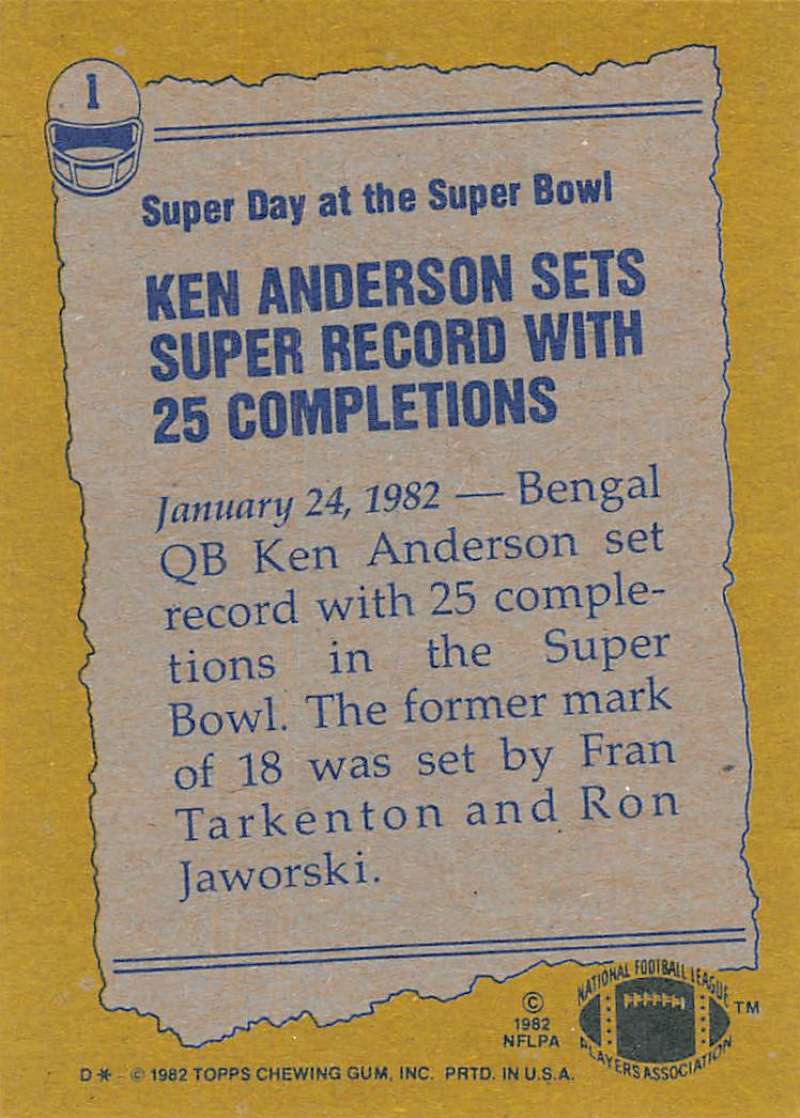 1
Super Day at the Super Bowl
KEN ANDERSON SETS
SUPER RECORD WITH
25 COMPLETIONS
January 24, 1982 — Bengal
QB Ken Anderson set
record with 25 comple-
tions in the Super
Bowl. The former mark
of 18 was set by Fran
Tarkenton and Ron
Jaworski.
©
1982
NFLPA
NATIONAL FOOTBALL LEAGUE
PLAYERS ASSOCIATION
TM
D * © 1982 TOPPS CHEWING GUM, INC. PRTD. IN U.S.A.